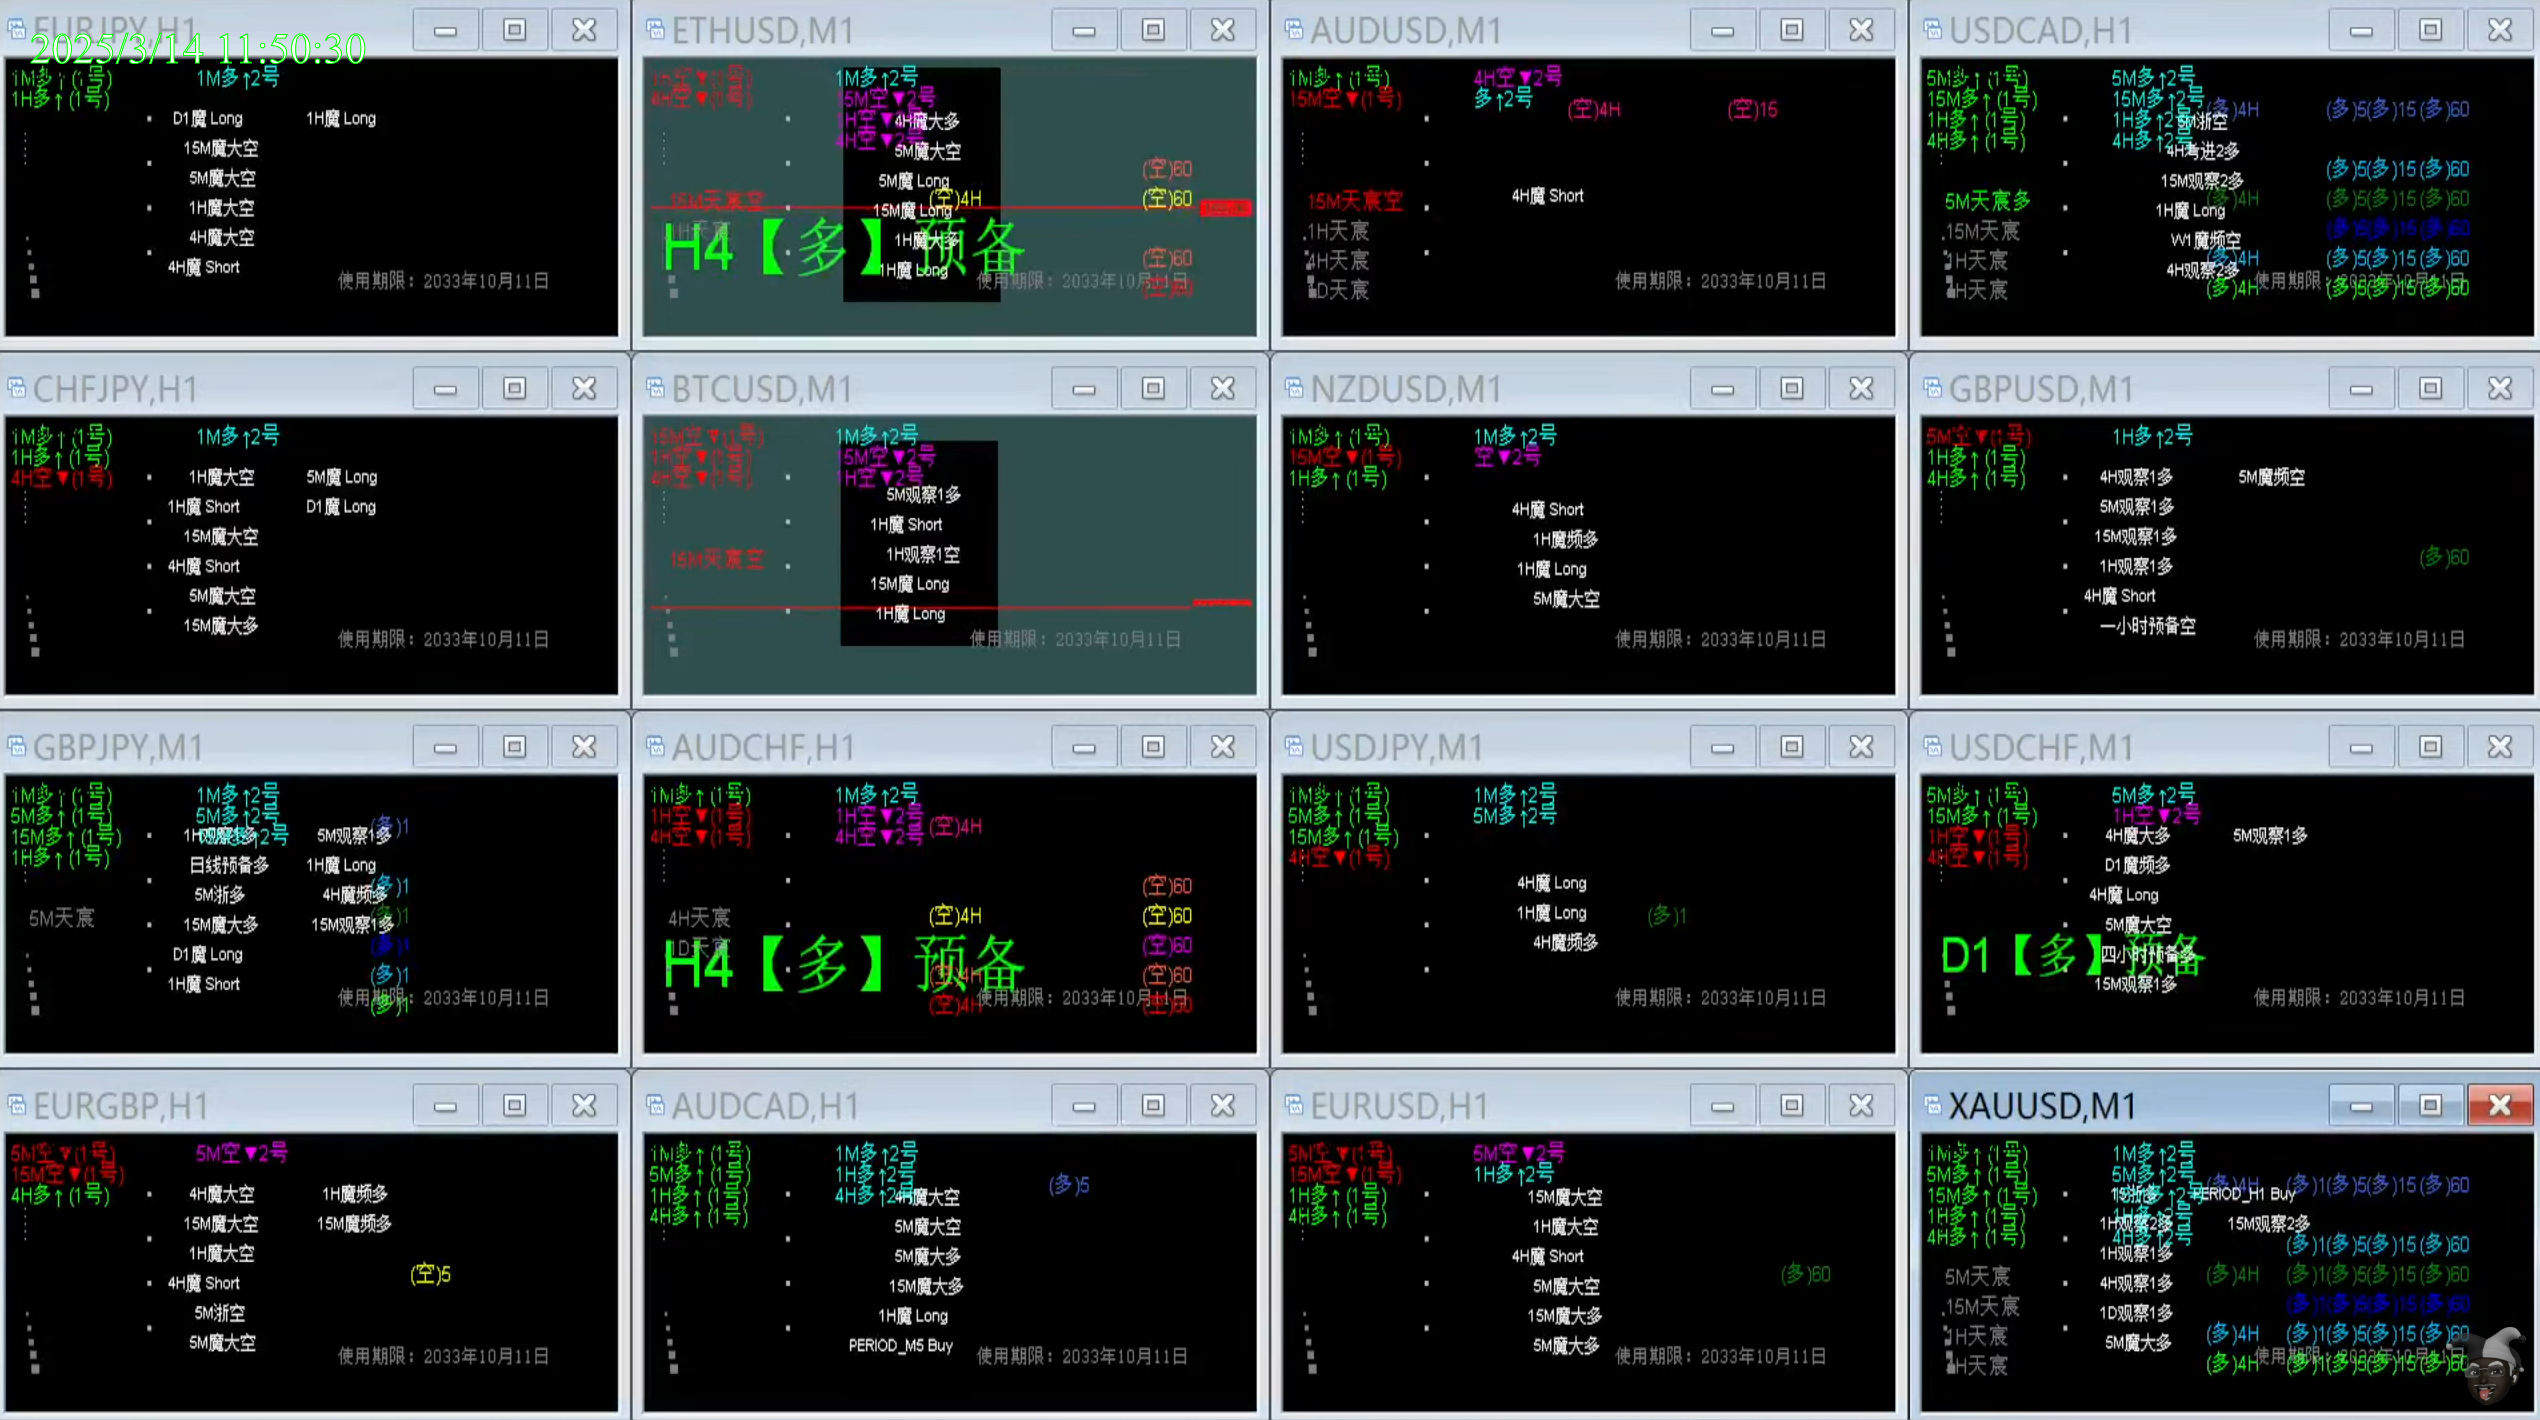 EURJPY,H1
2025/3/14 11:50:30
1M多↑(1号)
1M多↑2号
1H多↑(1号)
D1魔 Long
1H魔 Long
15M魔大空
5M魔大空
1H魔大空
4H魔大空
4H魔 Short
使用期限：2033年10月11日
ETHUSD,M1
1H空▼(1号)
1M多↑2号
4H空▼(1号)
15M空▼2号
1H空▼2号
4H魔大多
4H空▼2号
5M魔大空
(空)60
5M魔 Long
15M天宸空
(空)4H
(空)60
15M魔 Long
1H天宸
H4【多】预备
1H魔大多
(空)60
1H魔 Long
使用期限：2033年10月11日
(空)60
AUDUSD,M1
1M多↑(1号)
4H空▼2号
15M空▼(1号)
多↑2号
(空)4H
(空)15
4H魔 Short
15M天宸空
1H天宸
4H天宸
1D天宸
使用期限：2033年10月11日
USDCAD,H1
5M多↑(1号)
5M多↑2号
15M多↑(1号)
15M多↑2号
(多)4H
(多)5(多)15(多)60
1H多↑(1号)
1H多↑2号
5M浙空
4H多↑(1号)
4H多↑2号
4H考进2多
(多)5(多)15(多)60
15M观察2多
5M天宸多
(多)4H
(多)5(多)15(多)60
1H魔 Long
15M天宸
(多)5(多)15(多)60
W1魔频空
1H天宸
(多)4H
(多)5(多)15(多)60
4H观察2多
4H天宸
(多)4H
(多)5(多)15(多)60
使用期限：2033年10月11日
CHFJPY,H1
1M多↑(1号)
1M多↑2号
1H多↑(1号)
4H空▼(1号)
1H魔大空
5M魔 Long
1H魔 Short
D1魔 Long
15M魔大空
4H魔 Short
5M魔大空
15M魔大多
使用期限：2033年10月11日
BTCUSD,M1
15M空▼(1号)
1M多↑2号
1H空▼(1号)
15M空▼2号
4H空▼(1号)
1H空▼2号
5M观察1多
1H魔 Short
15M天宸空
1H观察1空
15M魔 Long
1H魔 Long
使用期限：2033年10月11日
NZDUSD,M1
1M多↑(1号)
1M多↑2号
15M空▼(1号)
空▼2号
1H多↑(1号)
4H魔 Short
1H魔频多
1H魔 Long
5M魔大空
使用期限：2033年10月11日
GBPUSD,M1
5M空▼(1号)
1H多↑2号
1H多↑(1号)
4H多↑(1号)
4H观察1多
5M魔频空
5M观察1多
15M观察1多
(多)60
1H观察1多
4H魔 Short
一小时预备空
使用期限：2033年10月11日
GBPJPY,M1
1M多↑(1号)
1M多↑2号
5M多↑(1号)
5M多↑2号
(多)1
15M多↑(1号)
1H观察1多
5M观察1多
1H多↑(1号)
日线预备多
1H魔 Long
5M浙多
4H魔频多
(多)1
5M天宸
15M魔大多
15M观察1多
(多)1
D1魔 Long
(多)1
1H魔 Short
(多)1
使用期限：2033年10月11日
(多)1
AUDCHF,H1
1M多↑(1号)
1M多↑2号
1H空▼(1号)
1H空▼2号
(空)4H
4H空▼(1号)
4H空▼2号
(空)60
4H天宸
(空)4H
(空)60
1D天宸
(空)60
H4【多】预备
(空)4H
(空)60
(空)4H
(空)60
使用期限：2033年10月11日
USDJPY,M1
1M多↑(1号)
1M多↑2号
5M多↑(1号)
5M多↑2号
15M多↑(1号)
4H空▼(1号)
4H魔 Long
1H魔 Long
(多)1
4H魔频多
使用期限：2033年10月11日
USDCHF,M1
5M多↑(1号)
5M多↑2号
15M多↑(1号)
1H空▼2号
1H空▼(1号)
4H魔大多
5M观察1多
4H空▼(1号)
D1魔频多
4H魔 Long
5M魔大空
D1【多】预备
四小时预备多
15M观察1多
使用期限：2033年10月11日
EURGBP,H1
5M空▼(1号)
5M空▼2号
15M空▼(1号)
4H多↑(1号)
4H魔大空
1H魔频多
15M魔大空
15M魔频多
1H魔大空
4H魔 Short
(空)5
5M浙空
5M魔大空
使用期限：2033年10月11日
AUDCAD,H1
1M多↑(1号)
1M多↑2号
5M多↑(1号)
1H多↑2号
(多)5
1H多↑(1号)
4H多↑2号
4H魔大空
4H多↑(1号)
5M魔大空
5M魔大多
15M魔大多
1H魔 Long
PERIOD_M5 Buy
使用期限：2033年10月11日
EURUSD,H1
5M空▼(1号)
5M空▼2号
15M空▼(1号)
1H多↑2号
1H多↑(1号)
15M魔大空
4H多↑(1号)
1H魔大空
4H魔 Short
(多)60
5M魔大空
15M魔大多
5M魔大多
使用期限：2033年10月11日
XAUUSD,M1
1M多↑(1号)
1M多↑2号
5M多↑(1号)
5M多↑2号
(多)4H
(多)1(多)5(多)15(多)60
15M多↑(1号)
PERIOD_H1 Buy
1H多↑(1号)
1H观察2多
15M观察2多
4H多↑(1号)
4H多↑2号
(多)1(多)5(多)15(多)60
1H观察1多
5M天宸
(多)4H
(多)1(多)5(多)15(多)60
4H观察1多
15M天宸
(多)1(多)5(多)15(多)60
1D观察1多
1H天宸
(多)4H
(多)1(多)5(多)15(多)60
5M魔大多
4H天宸
(多)4H
(多)1(多)5(多)15(多)60